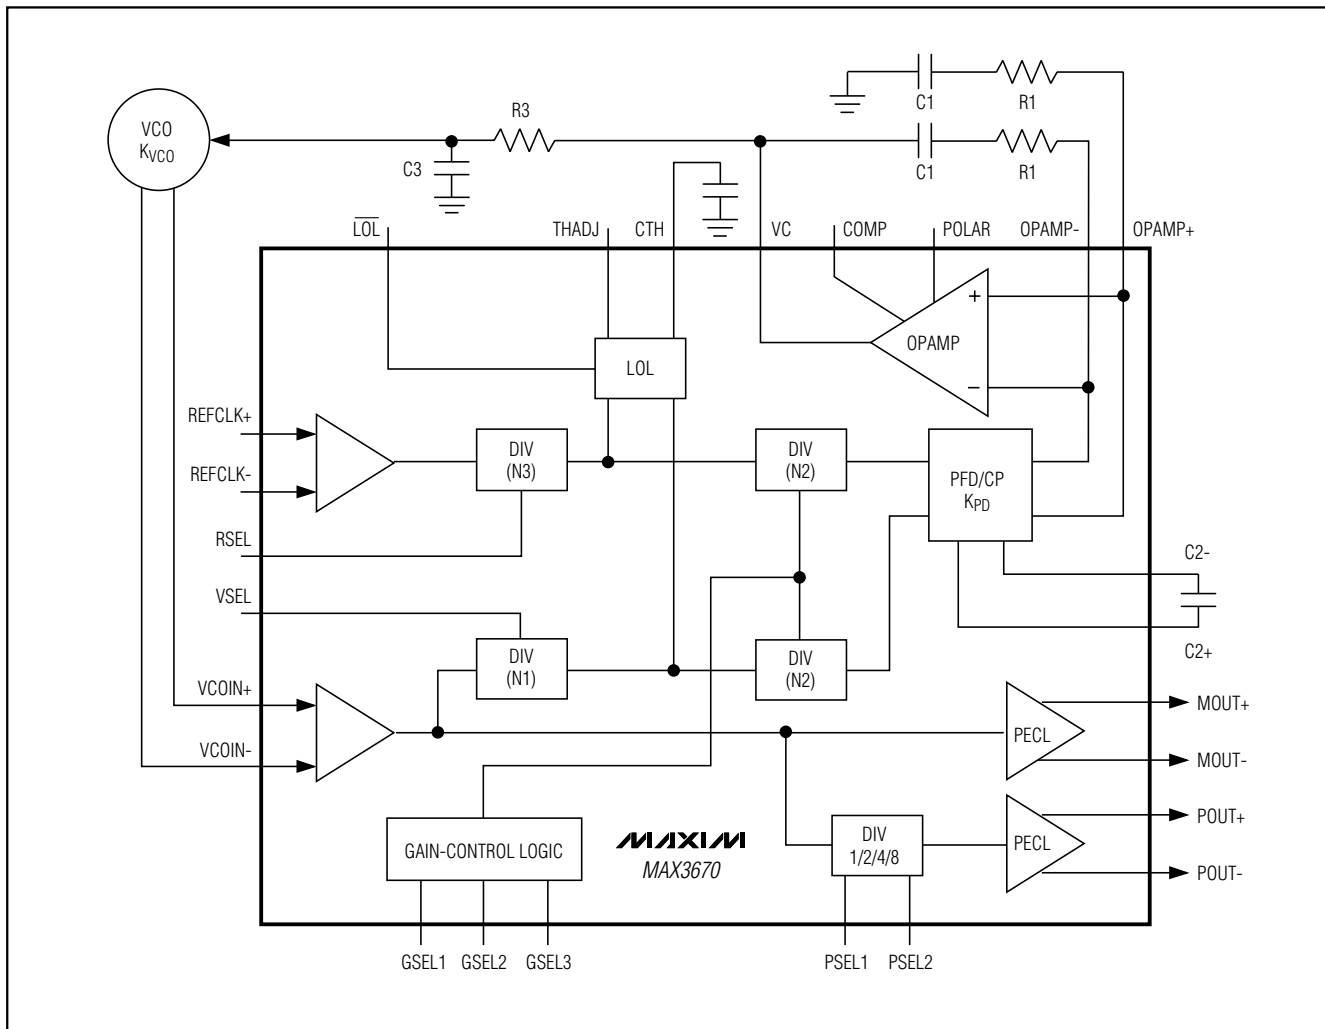 C1
R1
R3
VCO
KVCO
C3
C1
R1
LOL
THADJ
CTH
VC
COMP
POLAR
OPAMP-
OPAMP+
+
OPAMP
−
LOL
REFCLK+
REFCLK-
DIV
(N3)
DIV
(N2)
PFD/CP
KPD
RSEL
C2-
VSEL
C2+
DIV
(N1)
DIV
(N2)
VCOIN+
VCOIN-
PECL
MOUT+
MOUT-
GAIN-CONTROL LOGIC
MAXIM
MAX3670
DIV
1/2/4/8
PECL
POUT+
POUT-
GSEL1
GSEL2
GSEL3
PSEL1
PSEL2